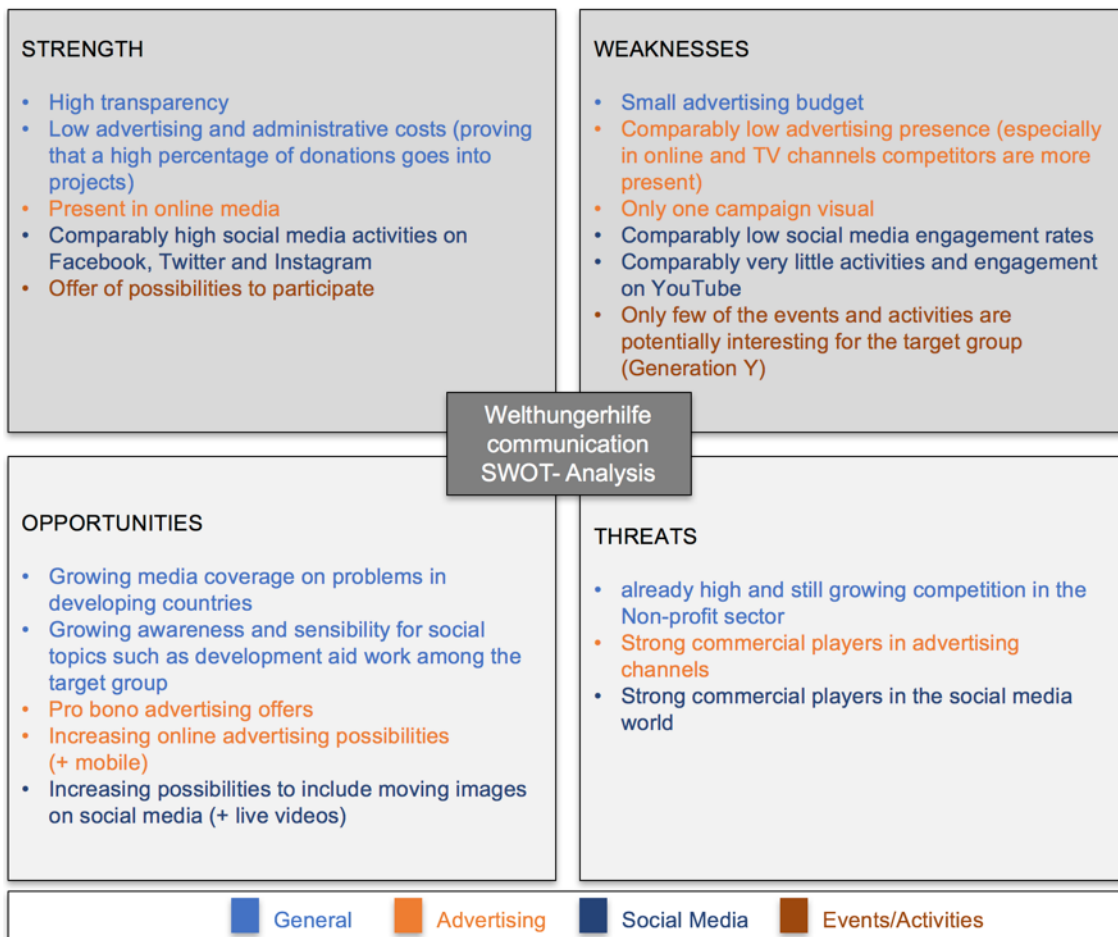 STRENGTH
• High transparency
• Low advertising and administrative costs (proving
that a high percentage of donations goes into
projects)
• Present in online media
• Comparably high social media activities on
Facebook, Twitter and Instagram
• Offer of possibilities to participate
WEAKNESSES
• Small advertising budget
• Comparably low advertising presence (especially
in online and TV channels competitors are more
present)
• Only one campaign visual
• Comparably low social media engagement rates
• Comparably very little activities and engagement
on YouTube
• Only few of the events and activities are
potentially interesting for the target group
(Generation Y)
Welthungerhilfe
communication
SWOT- Analysis
OPPORTUNITIES
• Growing media coverage on problems in
developing countries
• Growing awareness and sensibility for social
topics such as development aid work among the
target group
• Pro bono advertising offers
• Increasing online advertising possibilities
(+ mobile)
• Increasing possibilities to include moving images
on social media (+ live videos)
THREATS
• already high and still growing competition in the
Non-profit sector
• Strong commercial players in advertising
channels
• Strong commercial players in the social media
world
General
Advertising
Social Media
Events/Activities